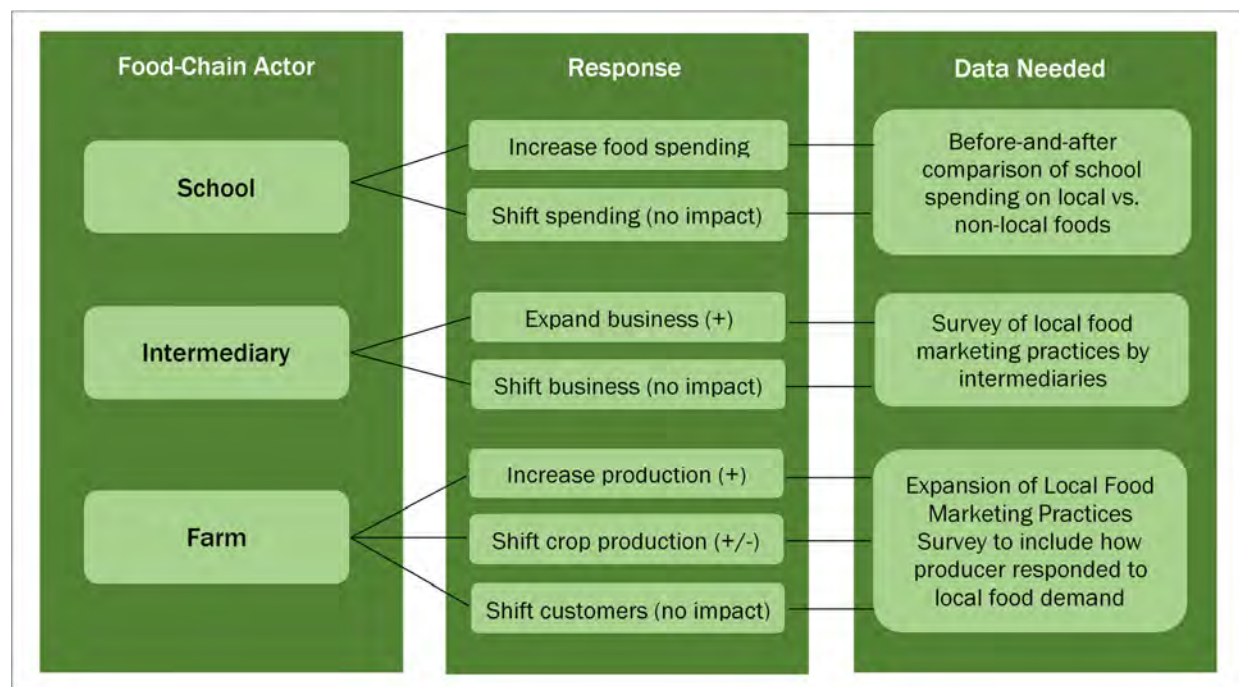 Food-Chain Actor
Response
Data Needed
School
Increase food spending
Shift spending (no impact)
Before-and-after
comparison of school
spending on local vs.
non-local foods
Intermediary
Expand business (+)
Shift business (no impact)
Survey of local food
marketing practices by
intermediaries
Farm
Increase production (+)
Shift crop production (+/-)
Shift customers (no impact)
Expansion of Local Food
Marketing Practices
Survey to include how
producer responded to
local food demand